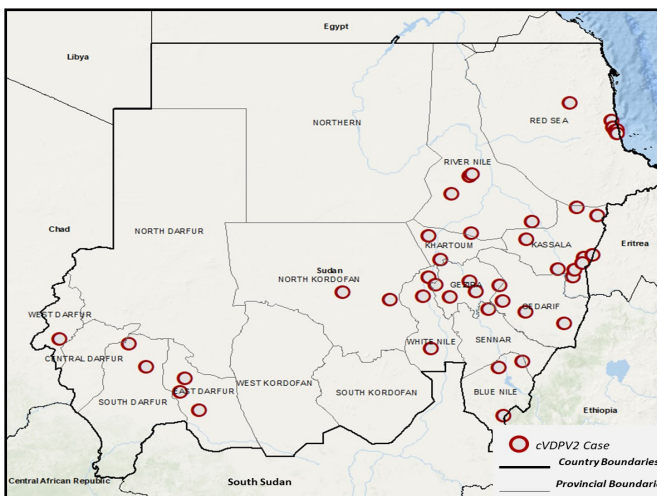 Egypt
Libya
NORTHERN
RED SEA
RIVER NILE
Chad
NORTH DARFUR
KHARTOUM
KASSALA
Eritrea
Sudan
NORTH KORDOFAN
GEZIRA
GEDARIF
WEST DARFUR
WHITE NILE
SENNAR
CENTRAL DARFUR
WEST KORDOFAN
EAST DARFUR
SOUTH KORDOFAN
BLUE NILE
SOUTH DARFUR
Ethiopia
cVDPV2 Case
Country Boundaries
Central African Republic
South Sudan
Provincial Boundarie